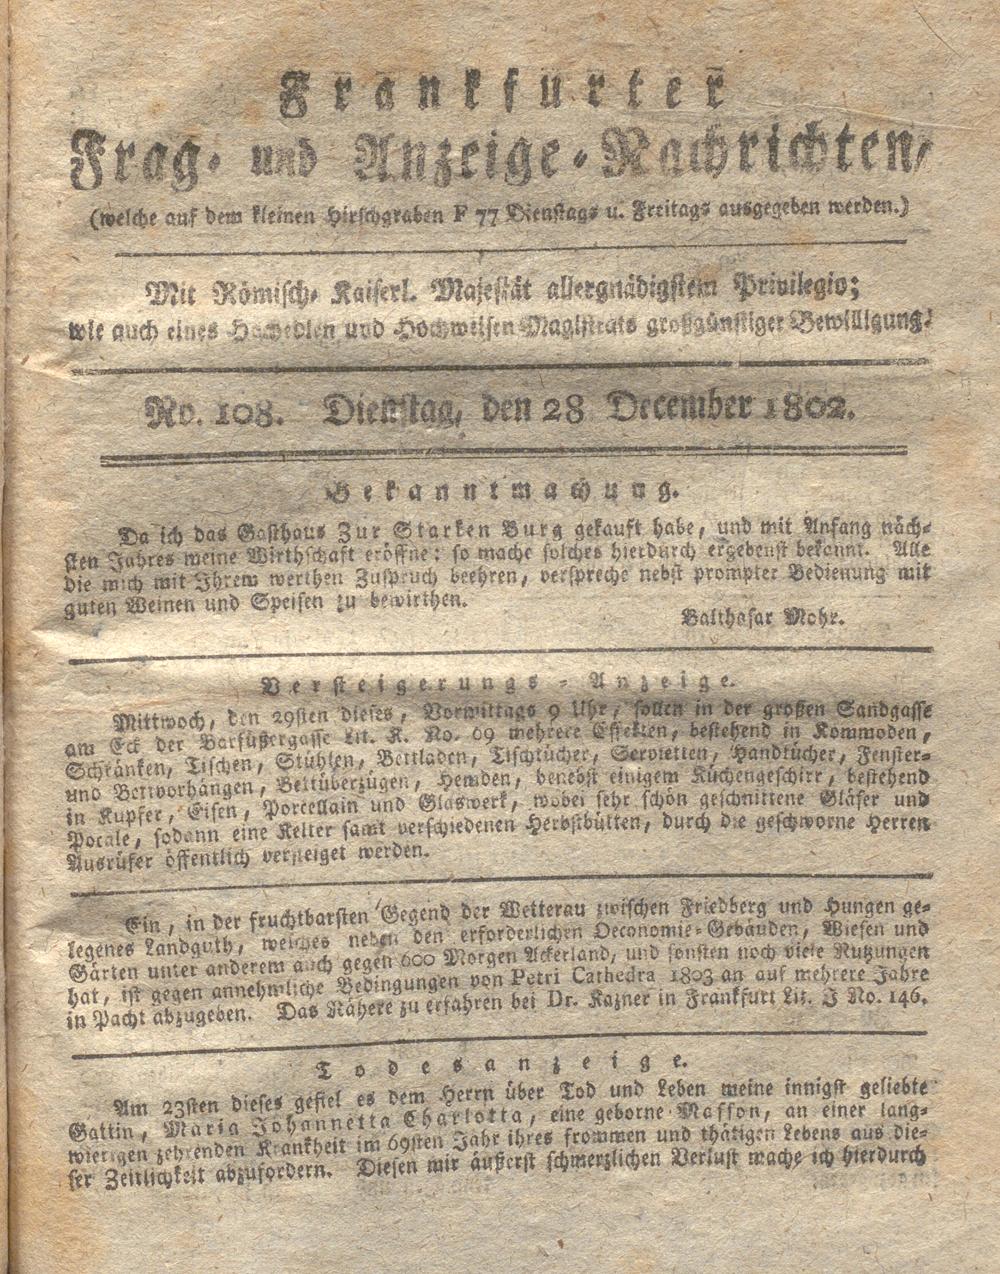 Frankfurter
Frag- und Anzeige-Nachrichten,
(welche auf dem kleinen Hirschgraben F 77 Dienstags u. Freitags ausgegeben werden.)
Mit Römisch- Kaiserl. Majestät allergnädigstem Privilegio;
wie auch eines Hochedlen und Hochweisen Magistrats großgünstiger Bewilligung.
No. 108. Dienstag, den 28 December 1802.
Bekanntmachung.
Da ich das Gasthaus Zur Starken Burg gekauft habe, und mit Anfang näch-
sten Jahres meine Wirthschaft eröffne: so mache solches hierdurch ergebenst bekannt. Alle
die mich mit Ihrem werthen Zuspruch beehren, verspreche nebst prompter Bedienung mit
guten Weinen und Speisen zu bewirthen.
Balthasar Mohr.
Versteigerungs-Anzeige.
Mittwoch, den 29sten dieses, Vormittags 9 Uhr, sollen in der großen Sandgasse
am Eck der Barfüßergasse Lit. K. No. 69 mehrere Effekten, bestehend in Kommoden,
Schränken, Tischen, Stühlen, Bettladen, Tischtücher, Servietten, Handtücher, Fenster-
und Bettvorhängen, Bettüberzügen, Hemden, benebst einigem Küchengeschirr, bestehend
in Kupfer, Eisen, Porcellain und Glaswerk, wobei sehr schön geschnittene Gläser und
Pocale, sodann eine Kelter samt verschiedenen Herbstbütten, durch die geschworne Herren
Ausrüfer öffentlich versteiget werden.
Ein, in der fruchtbarsten Gegend der Wetterau zwischen Friedberg und Hungen ge-
legenes Landguth, welches neben den erforderlichen Oeconomie-Gebäuden, Wiesen und
Gärten unter anderem auch gegen 600 Morgen Ackerland, und sonsten noch viele Nutzungen
hat, ist gegen annehmliche Bedingungen von Petri Cathedra 1803 an auf mehrere Jahre
in Pacht abzugeben. Das Nähere zu erfahren bei Dr. Kazner in Frankfurt Lit. J No. 146.
Todesanzeige.
Am 23sten dieses gefiel es dem Herrn über Tod und Leben meine innigst geliebte
Gattin, Maria Johannetta Charlotta, eine geborne Masson, an einer lang-
wierigen zehrenden Krankheit im 69sten Jahr ihres frommen und thätigen Lebens aus die-
ser Zeitlichkeit abzufordern. Diesen mir äußerst schmerzlichen Verlust mache ich hierdurch